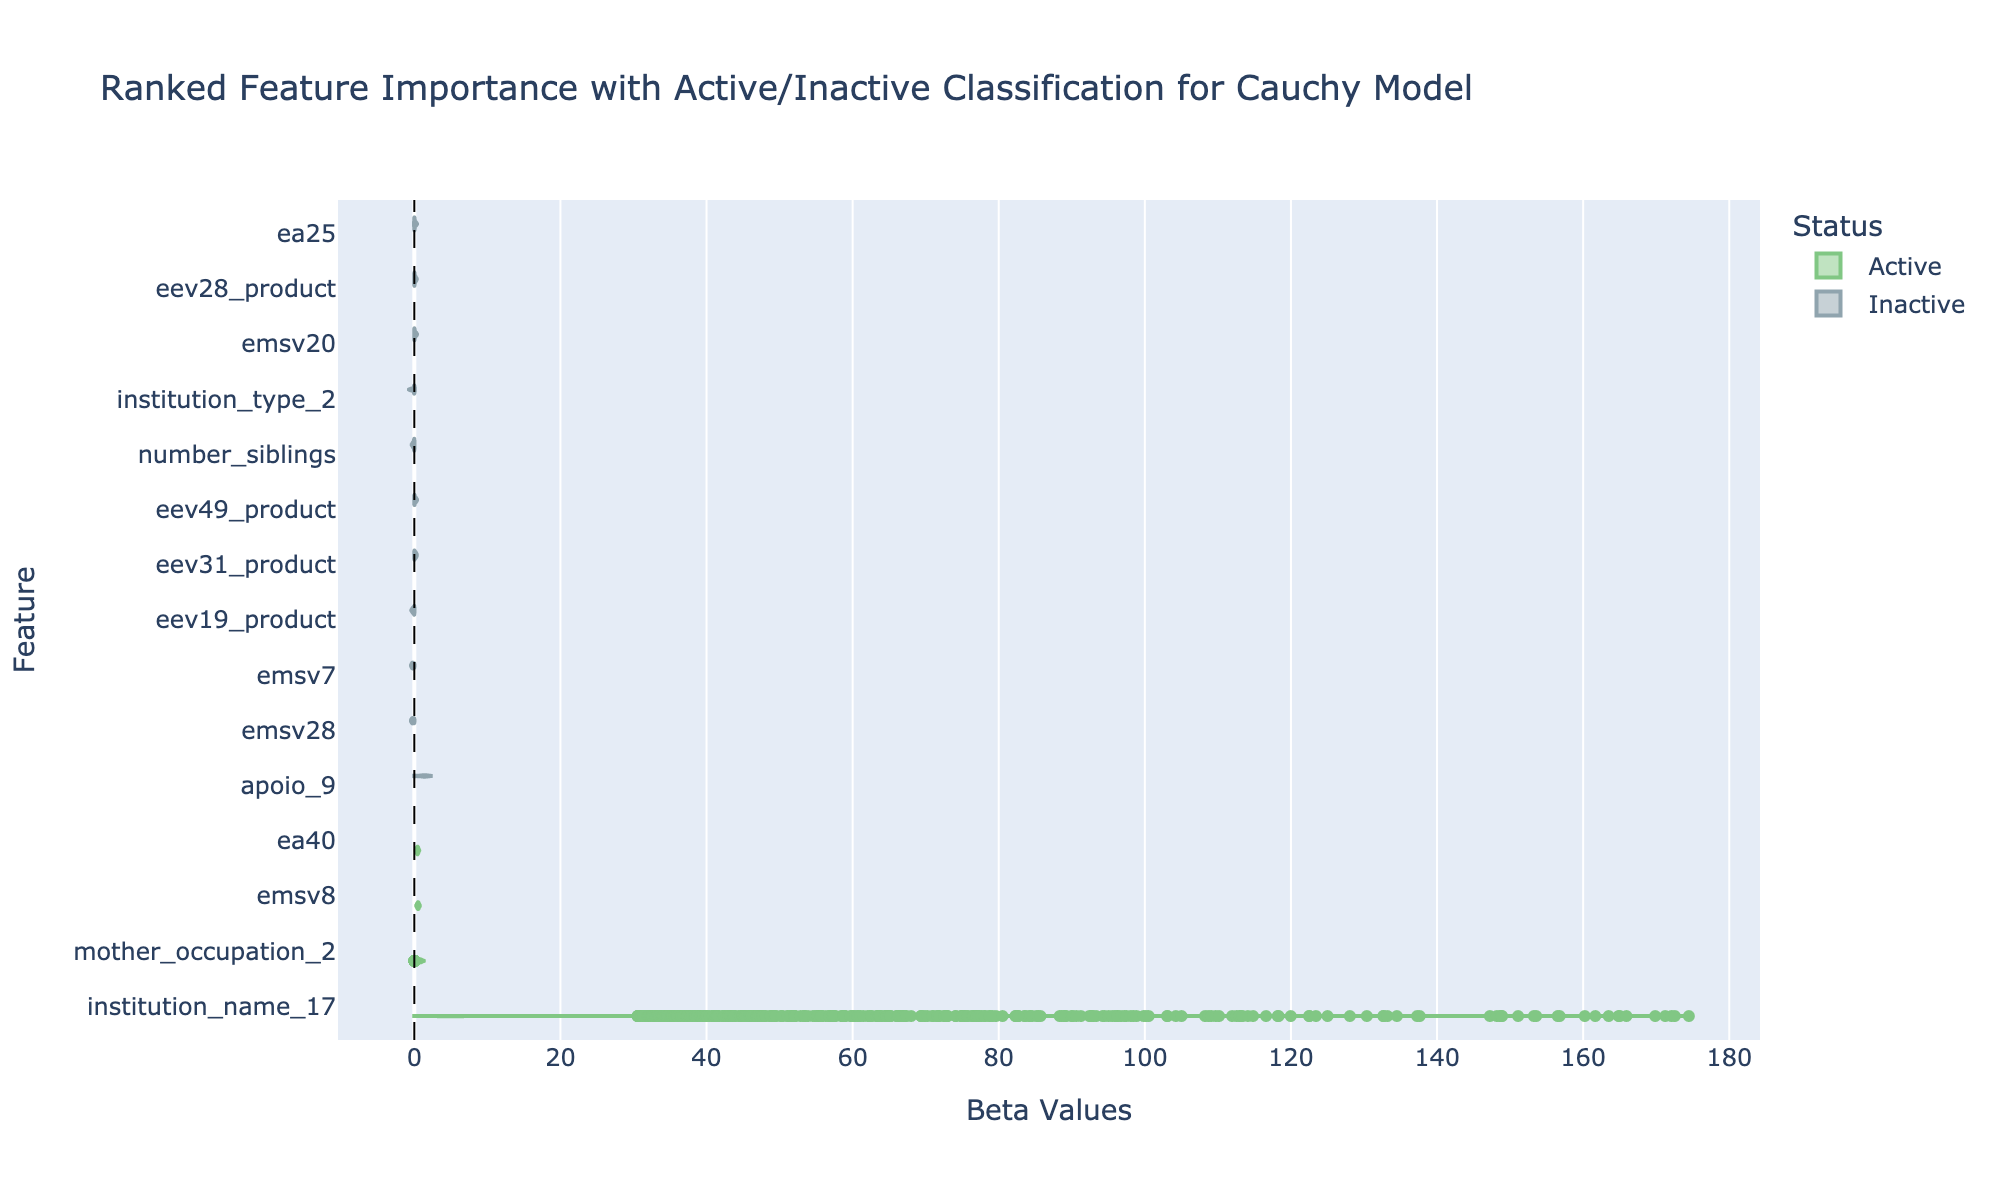 Ranked Feature Importance with Active/Inactive Classification for Cauchy Model
Status
Active
Inactive
Feature
ea25
eev28_product
emsv20
institution_type_2
number_siblings
eev49_product
eev31_product
eev19_product
emsv7
emsv28
apoio_9
ea40
emsv8
mother_occupation_2
institution_name_17
0 20 40 60 80 100 120 140 160 180
Beta Values